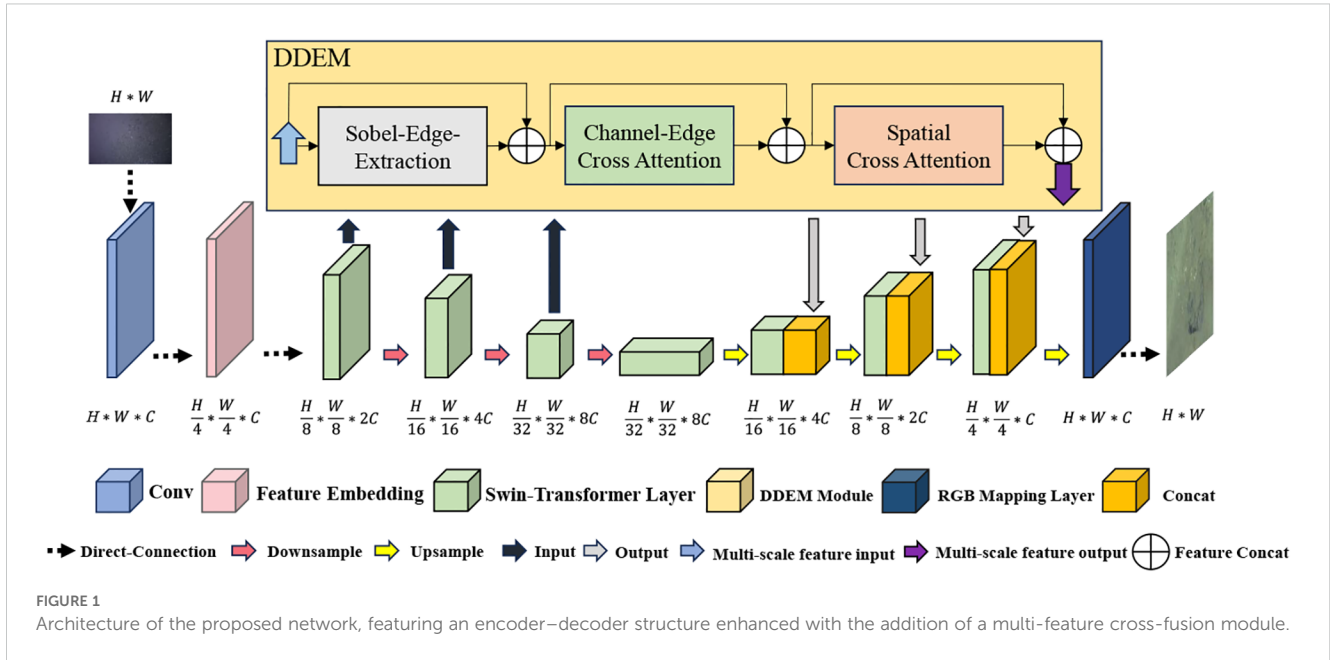 DDEM
H * W
Sobel-Edge-
Extraction
Channel-Edge
Cross Attention
Spatial
Cross Attention
H * W * C
H/4 * W/4 * C
H/8 * W/8 * 2C
H/16 * W/16 * 4C
H/32 * W/32 * 8C
H/32 * W/32 * 8C
H/16 * W/16 * 4C
H/8 * W/8 * 2C
H/4 * W/4 * C
H * W * C
H * W
Conv
Feature Embedding
Swin-Transformer Layer
DDEM Module
RGB Mapping Layer
Concat
Direct-Connection
Downsample
Upsample
Input
Output
Multi-scale feature input
Multi-scale feature output
Feature Concat
FIGURE 1
Architecture of the proposed network, featuring an encoder–decoder structure enhanced with the addition of a multi-feature cross-fusion module.